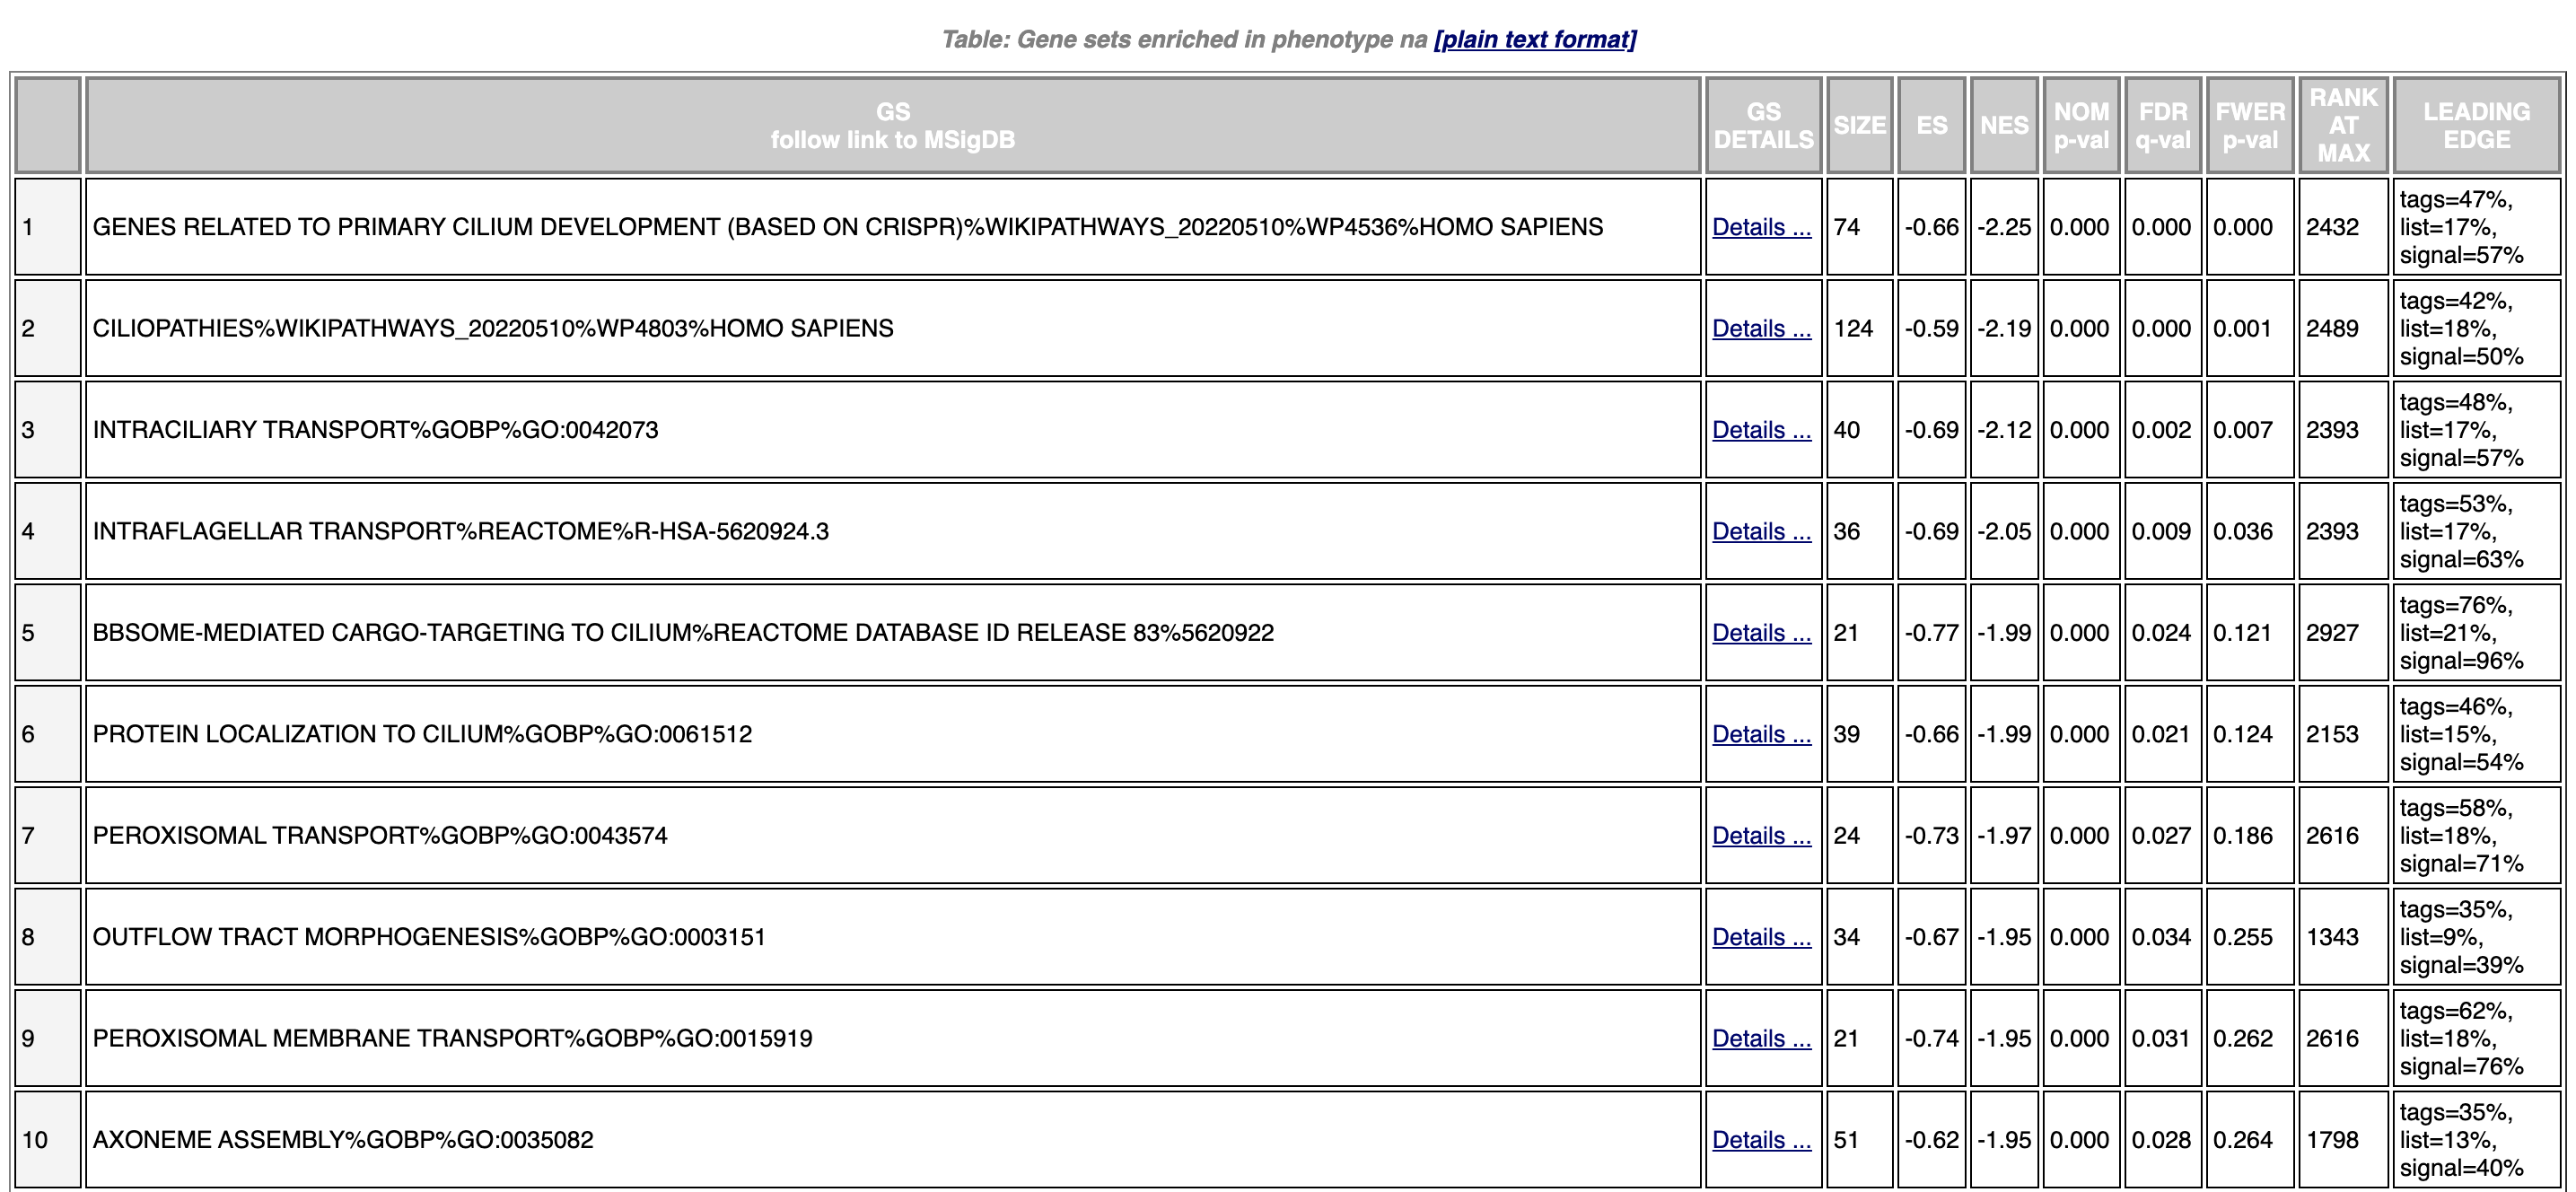 Table: Gene sets enriched in phenotype na [plain text format]
GS follow link to MSigDB GS DETAILS SIZE ES NES NOM p-val FDR q-val FWER p-val RANK AT MAX LEADING EDGE
1 GENES RELATED TO PRIMARY CILIUM DEVELOPMENT (BASED ON CRISPR)%WIKIPATHWAYS_20220510%WP4536%HOMO SAPIENS Details ... 74 -0.66 -2.25 0.000 0.000 0.000 2432 tags=47%, list=17%, signal=57%
2 CILIOPATHIES%WIKIPATHWAYS_20220510%WP4803%HOMO SAPIENS Details ... 124 -0.59 -2.19 0.000 0.000 0.001 2489 tags=42%, list=18%, signal=50%
3 INTRACILIARY TRANSPORT%GOBP%GO:0042073 Details ... 40 -0.69 -2.12 0.000 0.002 0.007 2393 tags=48%, list=17%, signal=57%
4 INTRAFLAGELLAR TRANSPORT%REACTOME%R-HSA-5620924.3 Details ... 36 -0.69 -2.05 0.000 0.009 0.036 2393 tags=53%, list=17%, signal=63%
5 BBSOME-MEDIATED CARGO-TARGETING TO CILIUM%REACTOME DATABASE ID RELEASE 83%5620922 Details ... 21 -0.77 -1.99 0.000 0.024 0.121 2927 tags=76%, list=21%, signal=96%
6 PROTEIN LOCALIZATION TO CILIUM%GOBP%GO:0061512 Details ... 39 -0.66 -1.99 0.000 0.021 0.124 2153 tags=46%, list=15%, signal=54%
7 PEROXISOMAL TRANSPORT%GOBP%GO:0043574 Details ... 24 -0.73 -1.97 0.000 0.027 0.186 2616 tags=58%, list=18%, signal=71%
8 OUTFLOW TRACT MORPHOGENESIS%GOBP%GO:0003151 Details ... 34 -0.67 -1.95 0.000 0.034 0.255 1343 tags=35%, list=9%, signal=39%
9 PEROXISOMAL MEMBRANE TRANSPORT%GOBP%GO:0015919 Details ... 21 -0.74 -1.95 0.000 0.031 0.262 2616 tags=62%, list=18%, signal=76%
10 AXONEME ASSEMBLY%GOBP%GO:0035082 Details ... 51 -0.62 -1.95 0.000 0.028 0.264 1798 tags=35%, list=13%, signal=40%